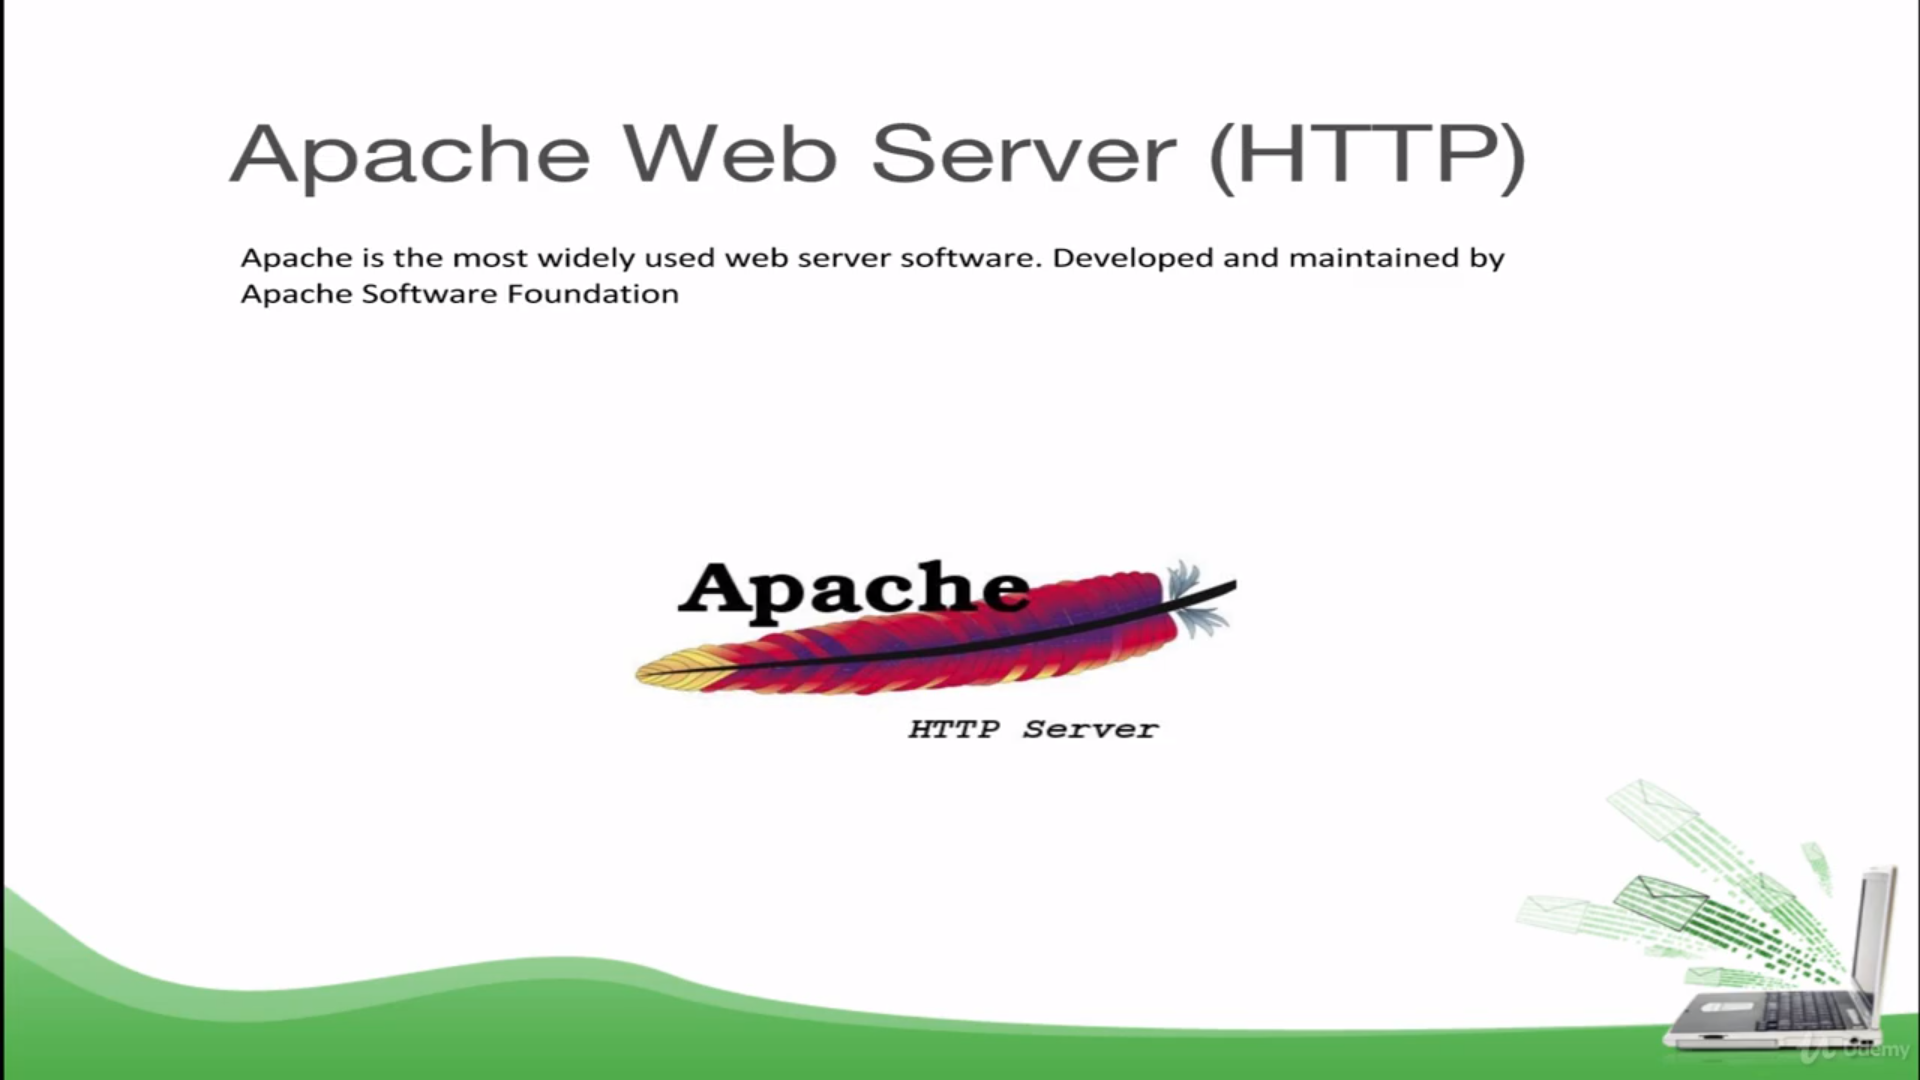 Apache Web Server (HTTP)
Apache is the most widely used web server software. Developed and maintained by
Apache Software Foundation
Apache
HTTP Server
Udemy